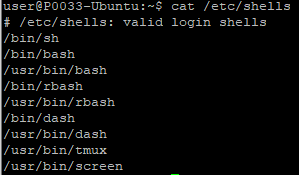 user@P0033-Ubuntu:~$ cat /etc/shells
# /etc/shells: valid login shells
/bin/sh
/bin/bash
/usr/bin/bash
/bin/rbash
/usr/bin/rbash
/bin/dash
/usr/bin/dash
/usr/bin/tmux
/usr/bin/screen